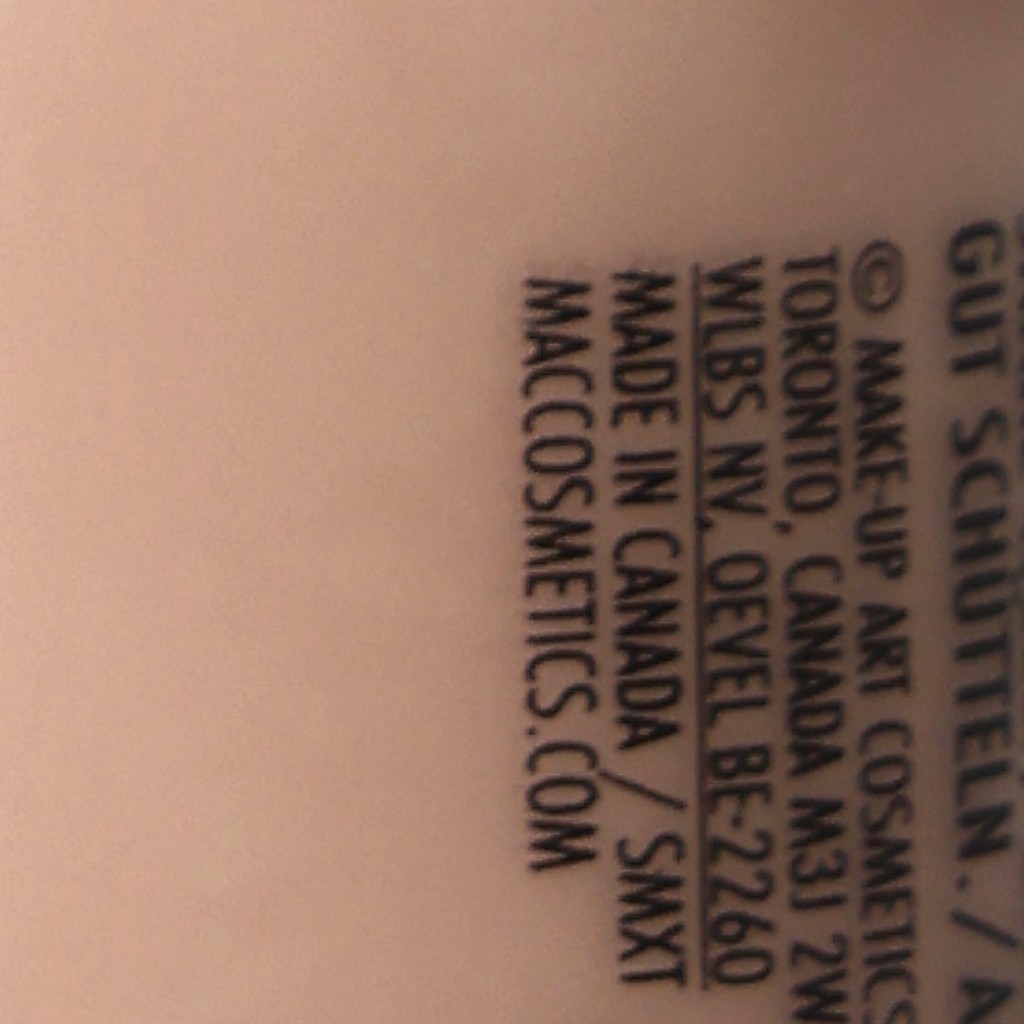 GUT SCHÜTTELN. / A
© MAKE-UP ART COSMETICS
TORONTO, CANADA M3J 2W
WLBS NV, OEVEL BE-2260
MADE IN CANADA / SMXT
MACCOSMETICS.COM